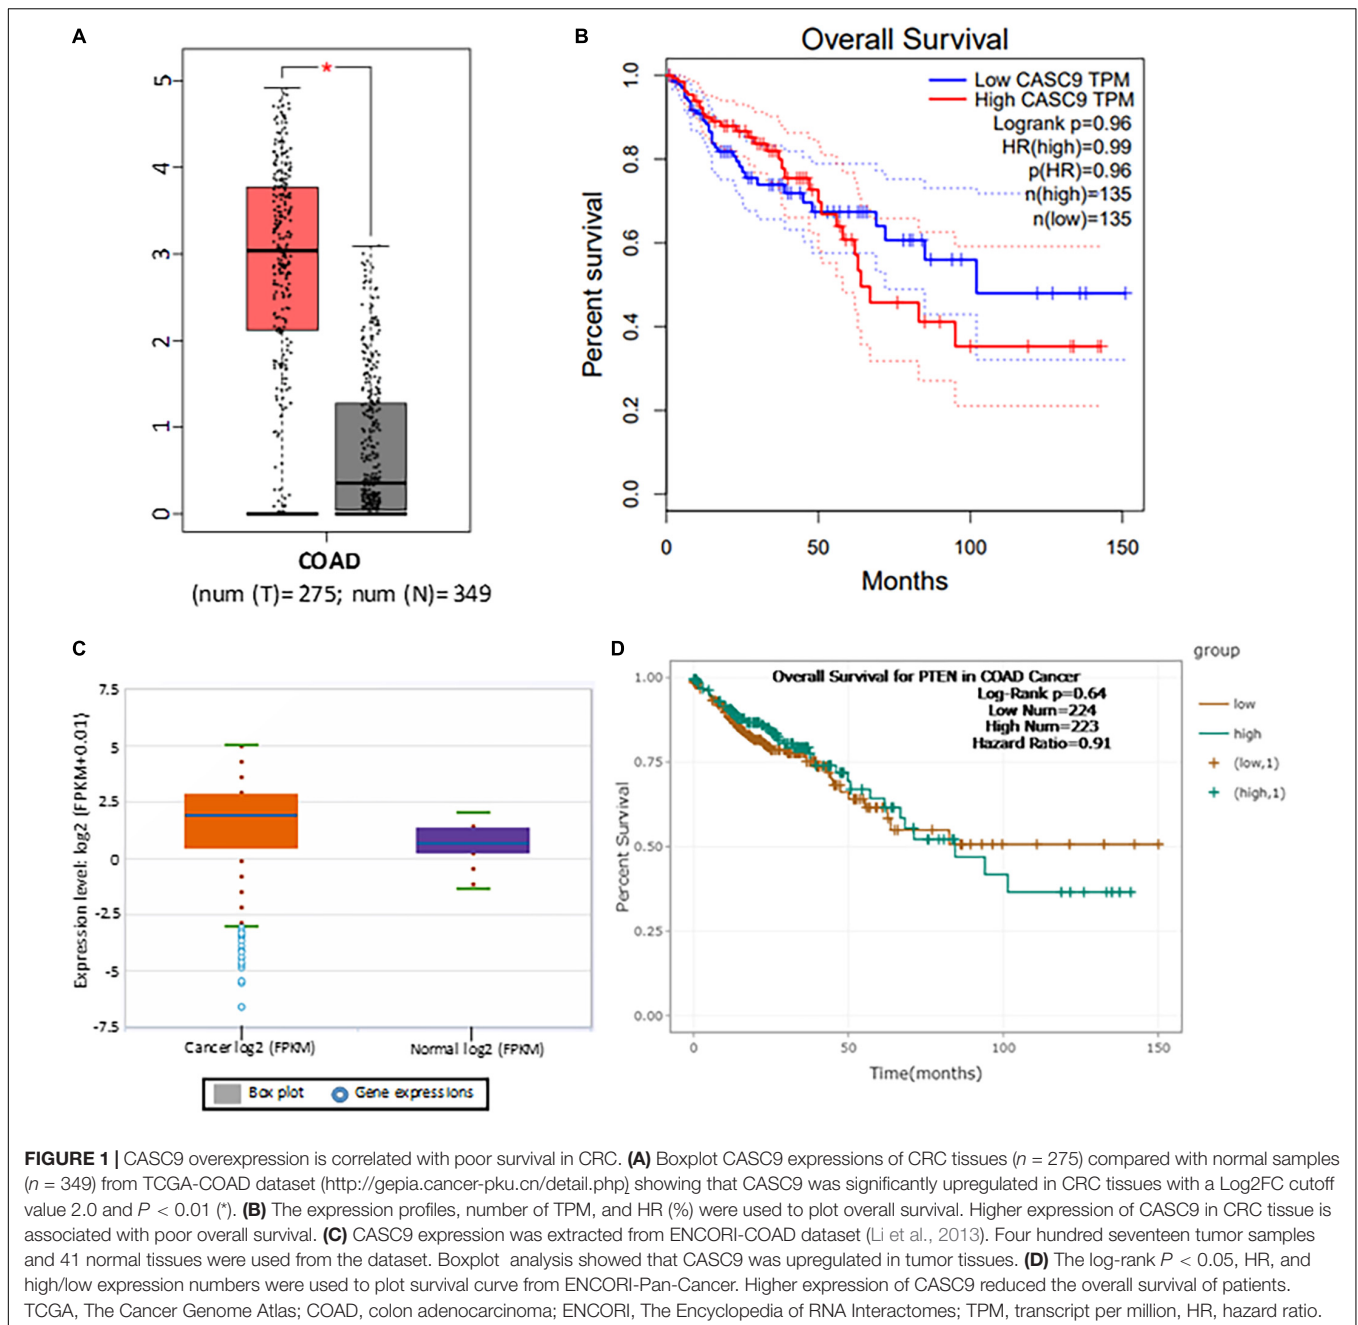 A
5
4
3
2
1
0
*
COAD
(num (T)= 275; num (N)= 349
B
Overall Survival
Low CASC9 TPM
High CASC9 TPM
Logrank p=0.96
HR(high)=0.99
p(HR)=0.96
n(high)=135
n(low)=135
Percent survival
1.0
0.8
0.6
0.4
0.2
0.0
0 50 100 150
Months
C
Expression level: log2 (FPKM+0.01)
7.5
5
2.5
0
-2.5
-5
-7.5
Cancer log2 (FPKM) Normal log2 (FPKM)
Box plot Gene expressions
D
Overall Survival for PTEN in COAD Cancer
Log-Rank p=0.64
Low Num=224
High Num=223
Hazard Ratio=0.91
group
low
high
(low,1)
(high,1)
Percent Survival
1.00
0.75
0.50
0.25
0.00
0 50 100 150
Time(months)
FIGURE 1 | CASC9 overexpression is correlated with poor survival in CRC. (A) Boxplot CASC9 expressions of CRC tissues (n = 275) compared with normal samples
(n = 349) from TCGA-COAD dataset (http://gepia.cancer-pku.cn/detail.php) showing that CASC9 was significantly upregulated in CRC tissues with a Log2FC cutoff
value 2.0 and P < 0.01 (*). (B) The expression profiles, number of TPM, and HR (%) were used to plot overall survival. Higher expression of CASC9 in CRC tissue is
associated with poor overall survival. (C) CASC9 expression was extracted from ENCORI-COAD dataset (Li et al., 2013). Four hundred seventeen tumor samples
and 41 normal tissues were used from the dataset. Boxplot analysis showed that CASC9 was upregulated in tumor tissues. (D) The log-rank P < 0.05, HR, and
high/low expression numbers were used to plot survival curve from ENCORI-Pan-Cancer. Higher expression of CASC9 reduced the overall survival of patients.
TCGA, The Cancer Genome Atlas; COAD, colon adenocarcinoma; ENCORI, The Encyclopedia of RNA Interactomes; TPM, transcript per million, HR, hazard ratio.